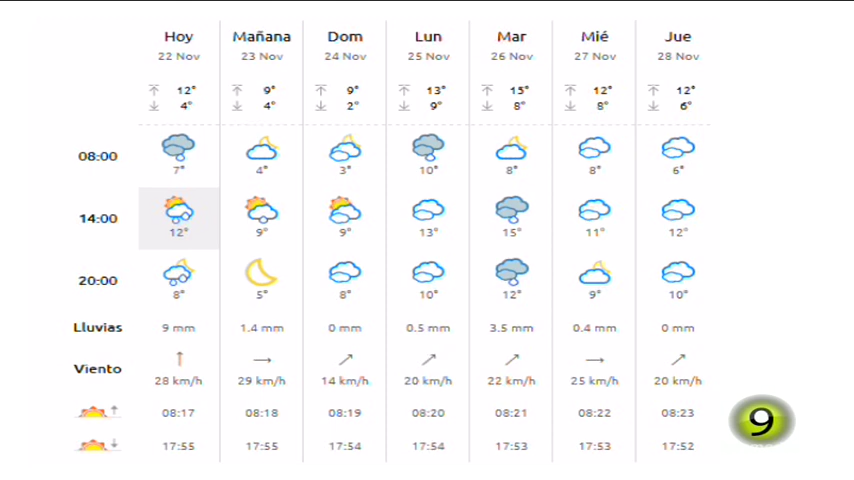 Hoy Mañana Dom Lun Mar Mié Jue
22 Nov 23 Nov 24 Nov 25 Nov 26 Nov 27 Nov 28 Nov
12° 9° 9° 13° 15° 12° 12°
4° 4° 2° 9° 8° 8° 6°
08:00
7° 4° 3° 10° 8° 8° 6°
14:00
12° 9° 9° 13° 15° 11° 12°
20:00
8° 5° 8° 10° 12° 9° 10°
Lluvias 9 mm 1.4 mm 0 mm 0.5 mm 3.5 mm 0.4 mm 0 mm
Viento
28 km/h 29 km/h 14 km/h 20 km/h 22 km/h 25 km/h 20 km/h
08:17 08:18 08:19 08:20 08:21 08:22 08:23
17:55 17:55 17:54 17:54 17:53 17:53 17:52
9